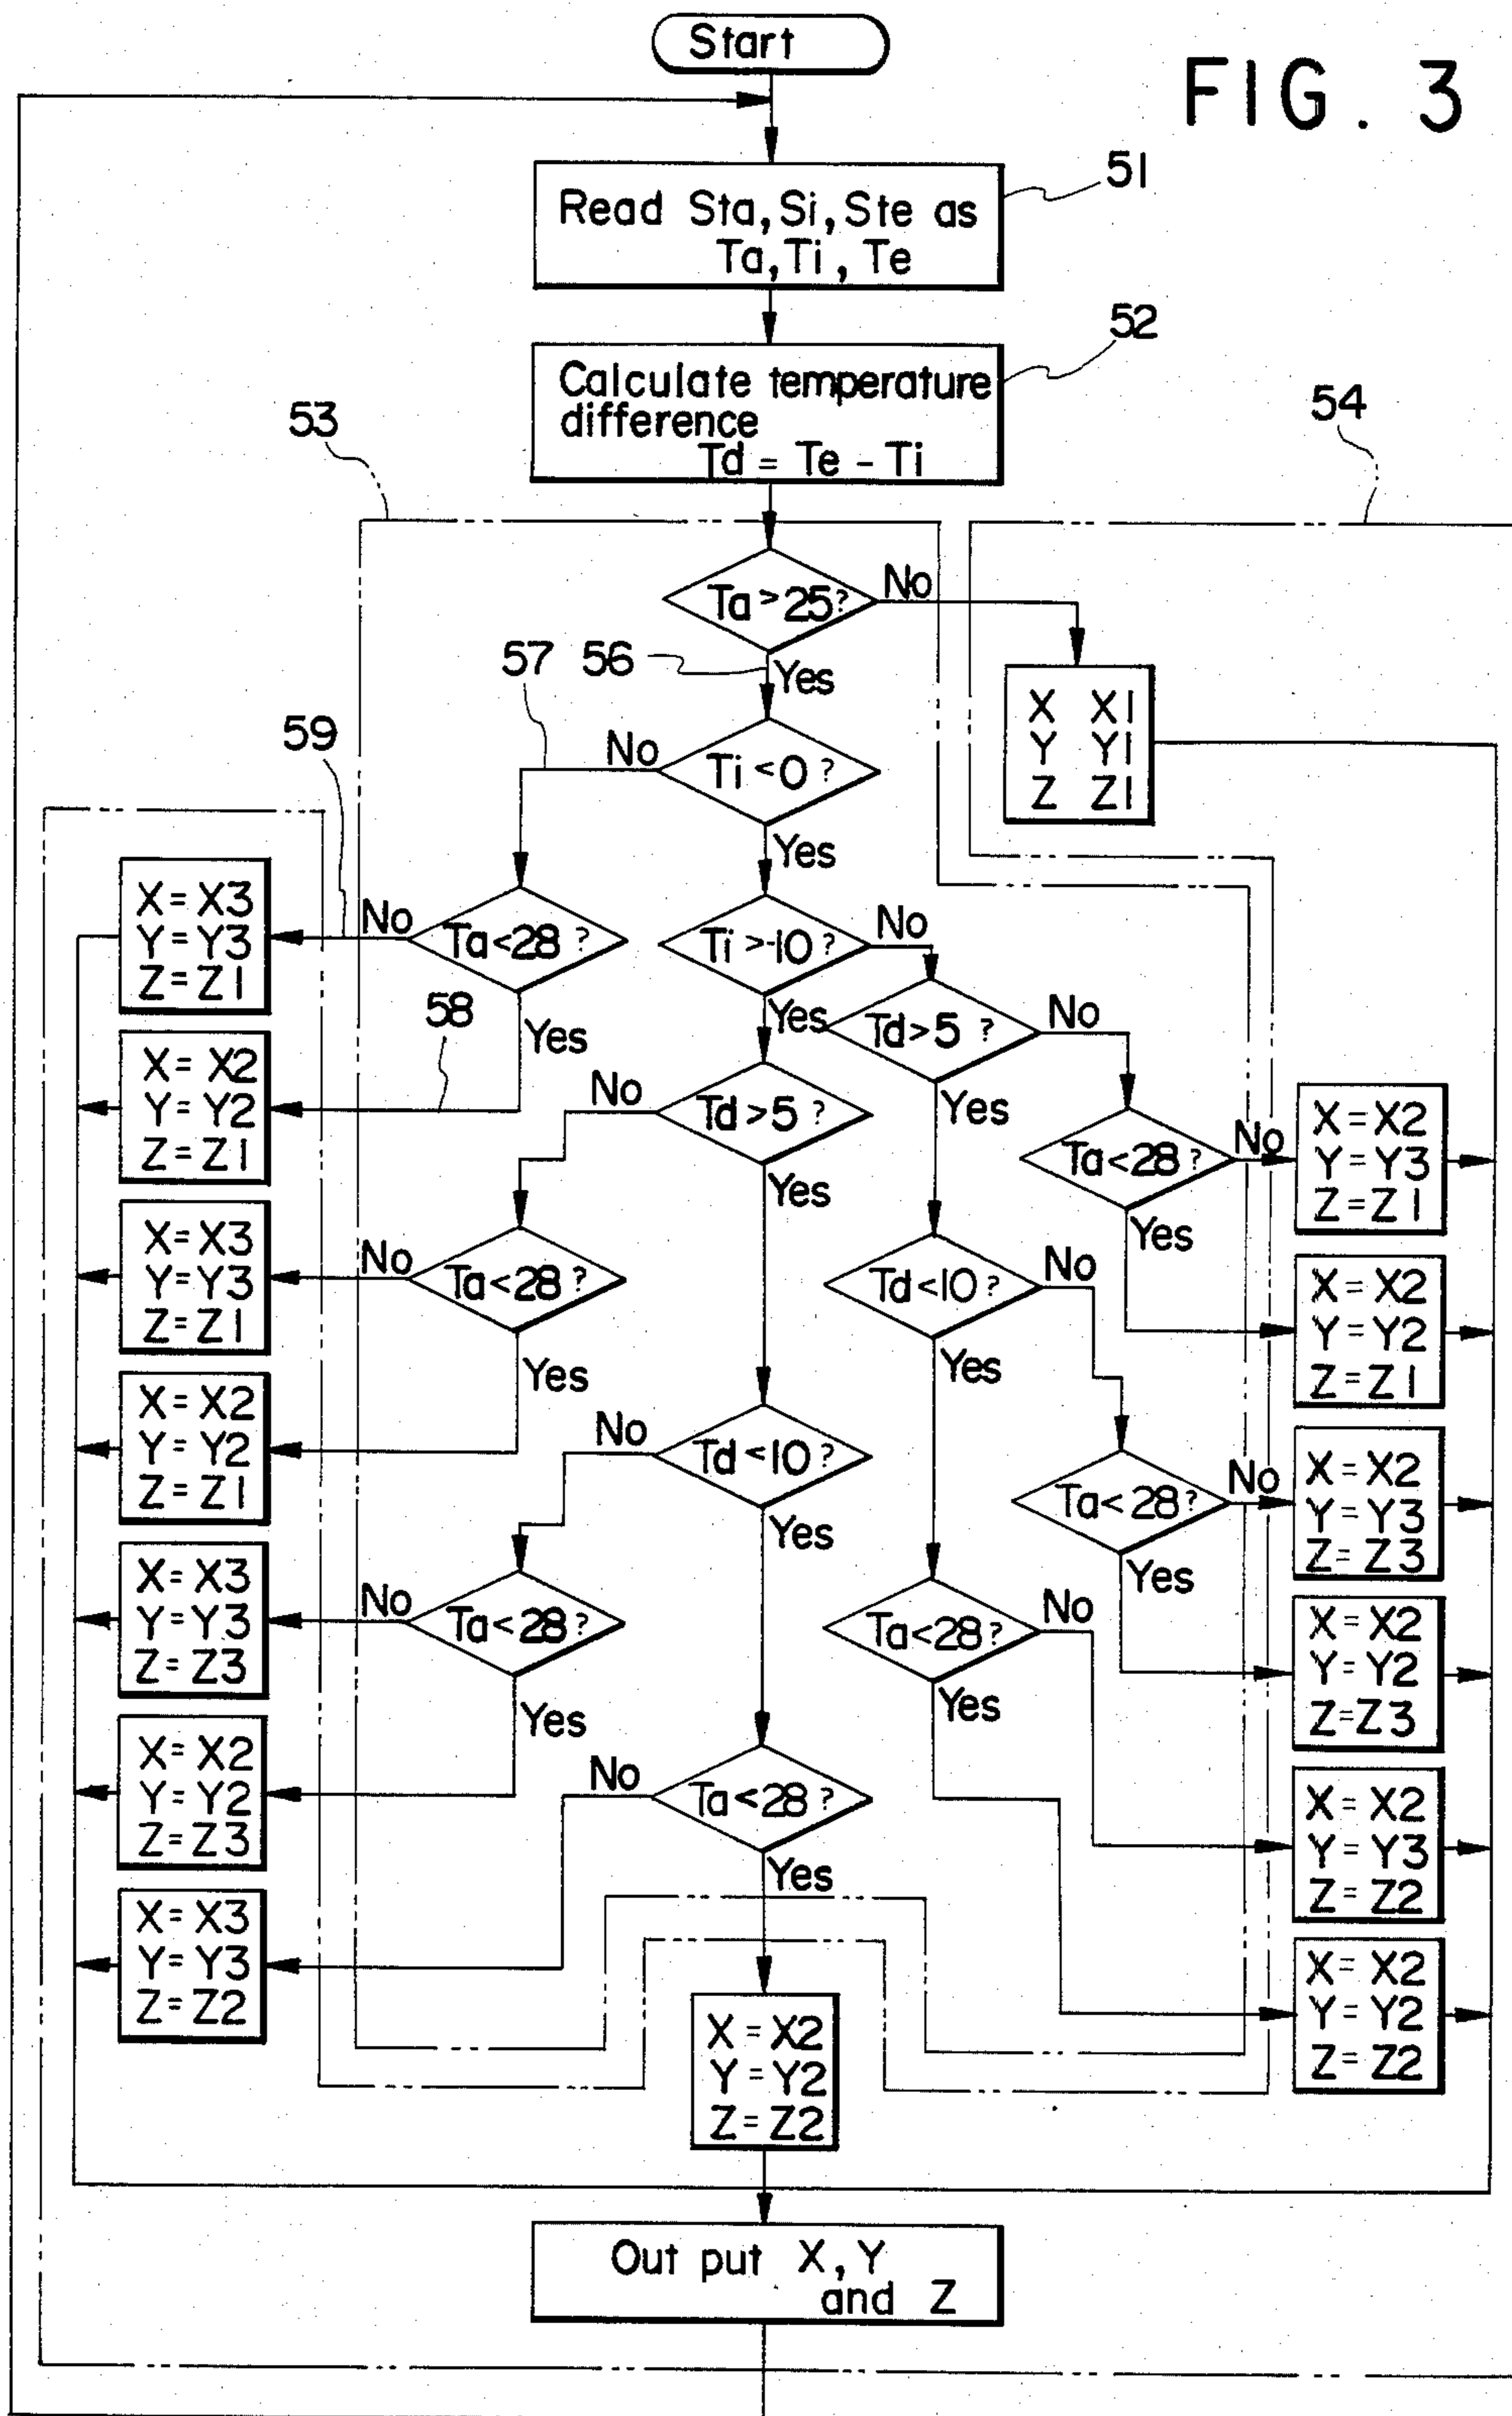 Start
FIG. 3
51
Read Sta, Si, Ste as
Ta, Ti, Te
52
Calculate temperature
difference
Td = Te - Ti
53
54
Ta > 25?
No
Yes
57
56
X X1
Y Y1
Z Z1
59
No
Ti < 0 ?
Yes
X = X3
Y = Y3
Z = Z1
No
Ta < 28 ?
Yes
58
Ti > -10 ?
No
Yes
Td > 5 ?
No
Yes
X = X2
Y = Y2
Z = Z1
No
Td > 5 ?
Yes
Ta < 28 ?
No
Yes
X = X2
Y = Y3
Z = Z1
X = X3
Y = Y3
Z = Z1
No
Ta < 28 ?
Yes
Td < 10 ?
No
Yes
X = X2
Y = Y2
Z = Z1
X = X2
Y = Y2
Z = Z1
No
Td < 10 ?
Yes
Ta < 28 ?
No
Yes
X = X2
Y = Y3
Z = Z3
X = X3
Y = Y3
Z = Z3
No
Ta < 28 ?
Yes
Ta < 28 ?
No
Yes
X = X2
Y = Y2
Z = Z3
X = X2
Y = Y2
Z = Z3
No
Ta < 28 ?
Yes
X = X2
Y = Y3
Z = Z2
X = X3
Y = Y3
Z = Z2
X = X2
Y = Y2
Z = Z2
X = X2
Y = Y2
Z = Z2
Out put X, Y
and Z